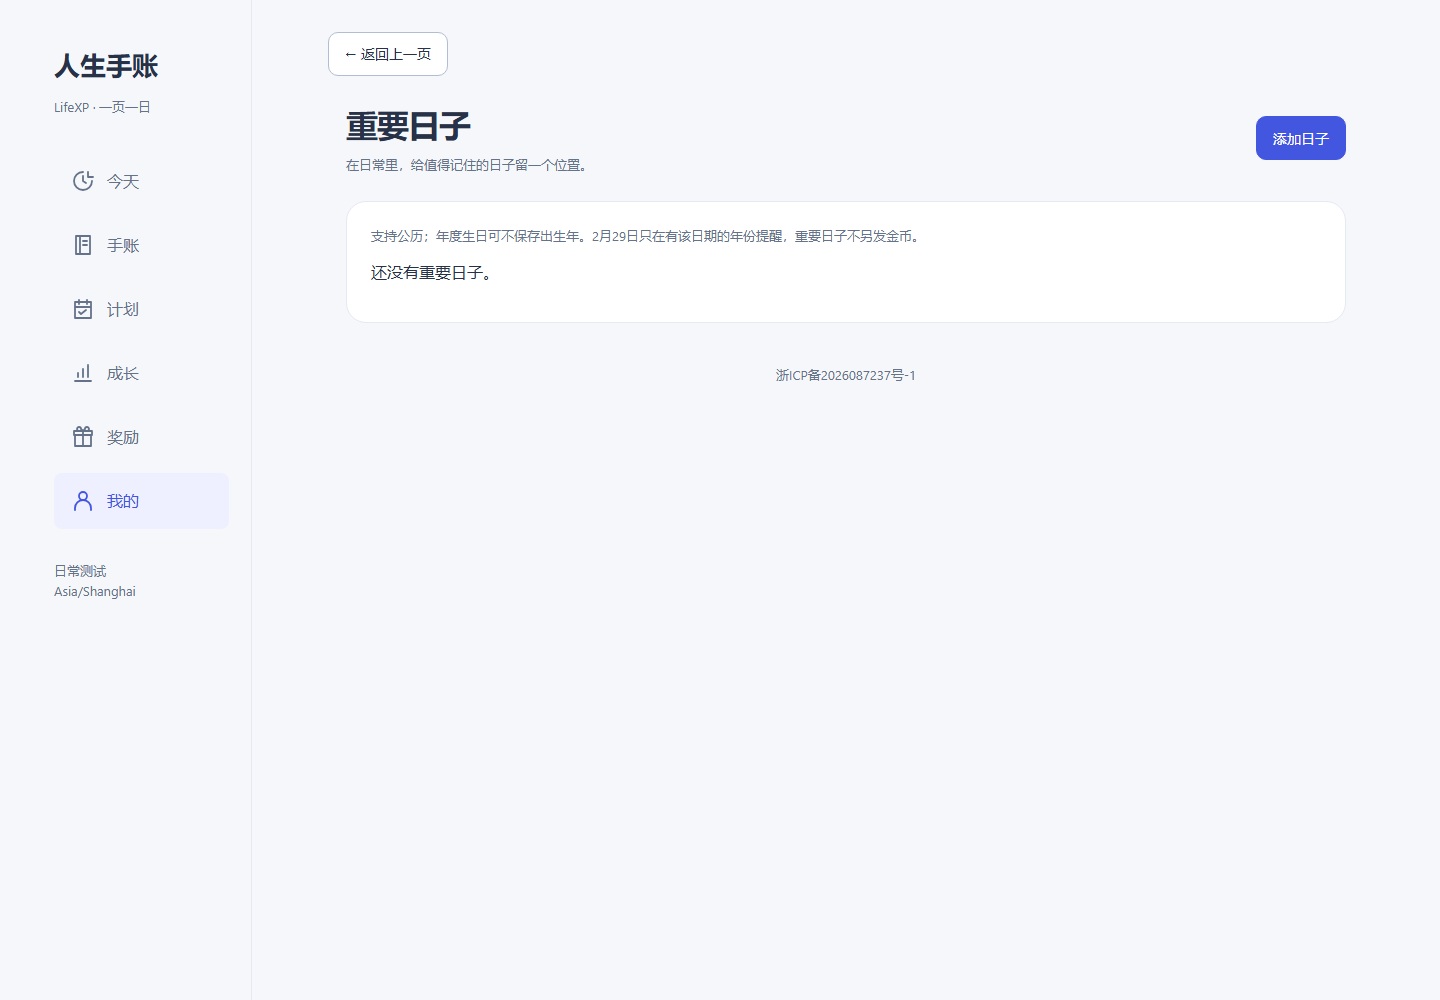 人生手账
LifeXP · 一页一日
今天
手账
计划
成长
奖励
我的
日常测试
Asia/Shanghai
← 返回上一页
重要日子
在日常里，给值得记住的日子留一个位置。
添加日子
支持公历；年度生日可不保存出生年。2月29日只在有该日期的年份提醒，重要日子不另发金币。
还没有重要日子。
浙ICP备2026087237号-1